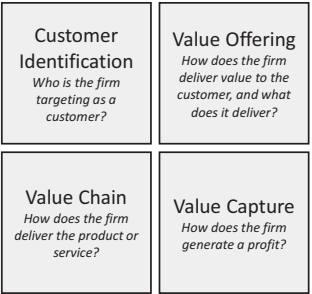 Customer
Identification
Who is the firm
targeting as a
customer?
Value Offering
How does the firm
deliver value to the
customer, and what
does it deliver?
Value Chain
How does the firm
deliver the product or
service?
Value Capture
How does the firm
generate a profit?